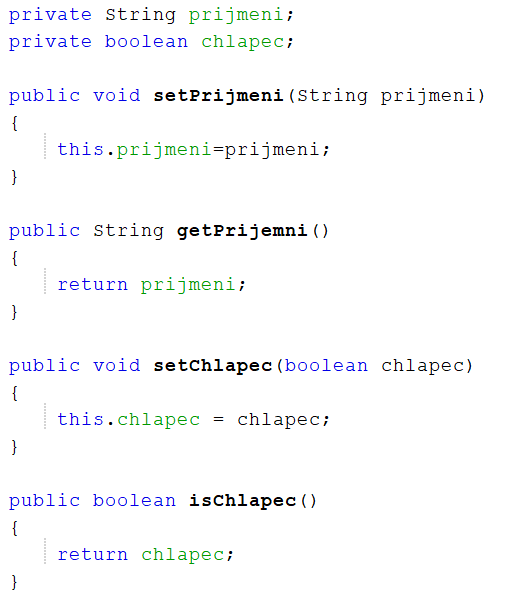 private String prijmeni;
private boolean chlapec;
public void setPrijmeni(String prijmeni)
{
this.prijmeni=prijmeni;
}
public String getPrijemni()
{
return prijmeni;
}
public void setChlapec(boolean chlapec)
{
this.chlapec = chlapec;
}
public boolean isChlapec()
{
return chlapec;
}